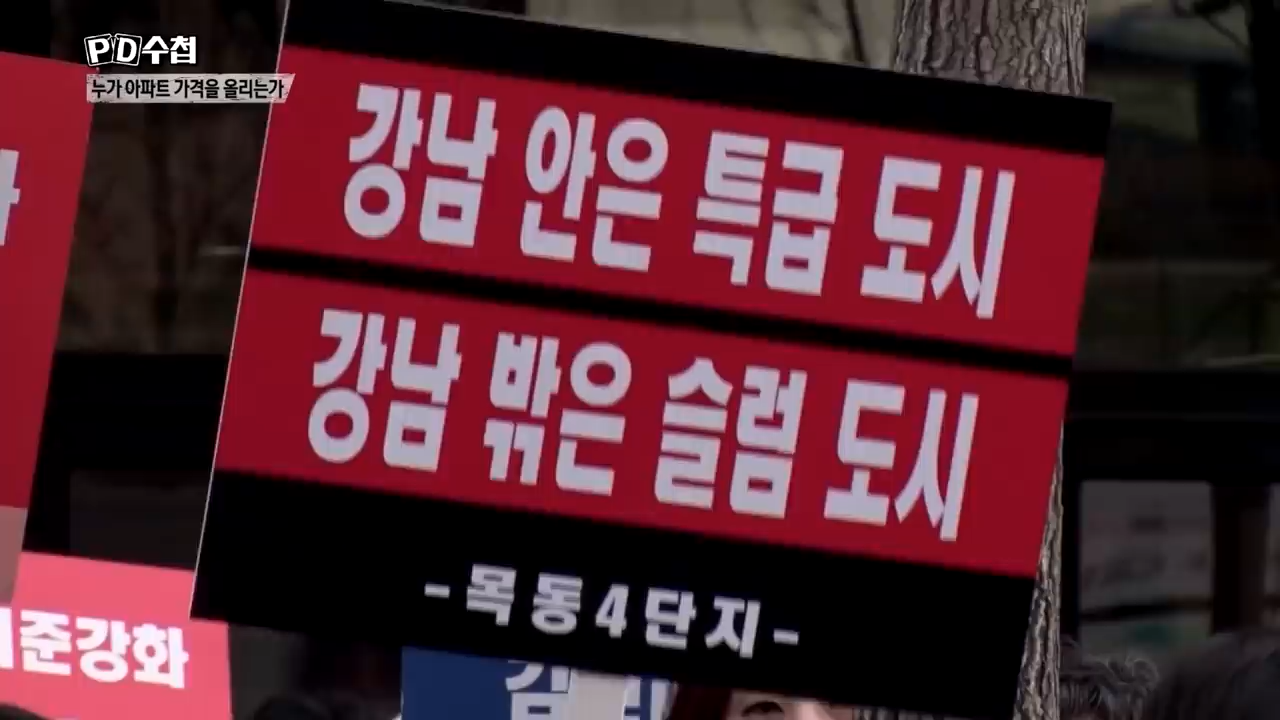 PD수첩
누가 아파트 가격을 올리는가
강남 안은 특급 도시
강남 밖은 슬럼 도시
-목동4단지-
준강화